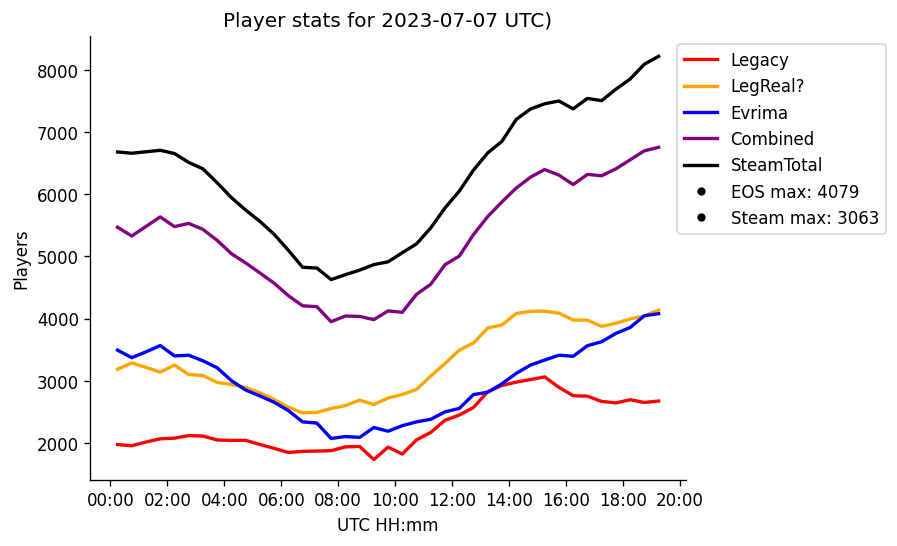 Player stats for 2023-07-07 UTC)
Legacy
LegReal?
Evrima
Combined
SteamTotal
EOS max: 4079
Steam max: 3063
Players
8000
7000
6000
5000
4000
3000
2000
00:00 02:00 04:00 06:00 08:00 10:00 12:00 14:00 16:00 18:00 20:00
UTC HH:mm